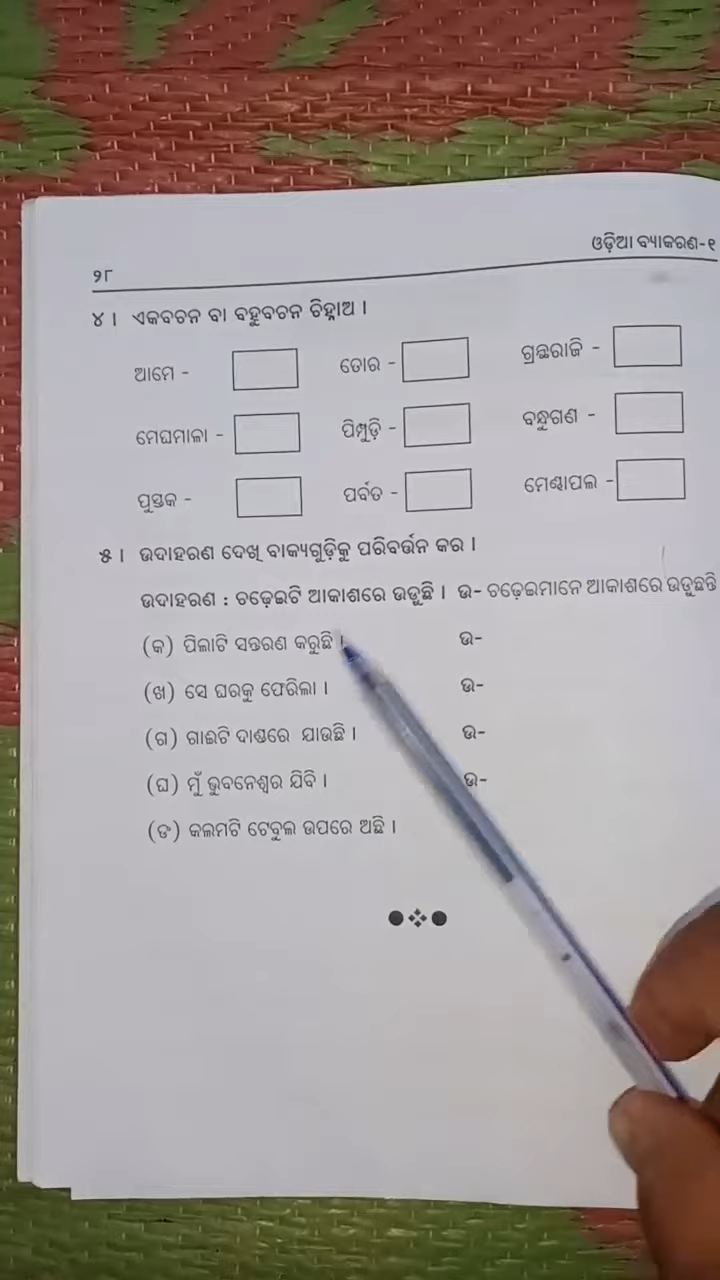 ଓଡ଼ିଆ ବ୍ୟାକରଣ-୧
୨୮
୪ । ଏକବଚନ ବା ବହୁବଚନ ଚିହ୍ନାଅ ।
ଆମେ - ତୋର - ଗ୍ରନ୍ଥରାଜି -
ମେଘମାଳା - ପିମ୍ପୁଡ଼ି - ବନ୍ଧୁଗଣ -
ପୁସ୍ତକ - ପର୍ବତ - ମେଣ୍ଢାପଲ -
୫ । ଉଦାହରଣ ଦେଖି ବାକ୍ୟଗୁଡ଼ିକୁ ପରିବର୍ତ୍ତନ କର ।
ଉଦାହରଣ : ଚଢ଼େଇଟି ଆକାଶରେ ଉଡୁଛି । ଉ- ଚଢ଼େଇମାନେ ଆକାଶରେ ଉଡୁଛନ୍ତି
(କ) ପିଲାଟି ସନ୍ତରଣ କରୁଛି । ଉ-
(ଖ) ସେ ଘରକୁ ଫେରିଲା । ଉ-
(ଗ) ଗାଈଟି ଦାଣ୍ଡରେ ଯାଉଛି । ଉ-
(ଘ) ମୁଁ ଭୁବନେଶ୍ୱର ଯିବି । ଉ-
(ଙ) କଲମଟି ଟେବୁଲ ଉପରେ ଅଛି ।